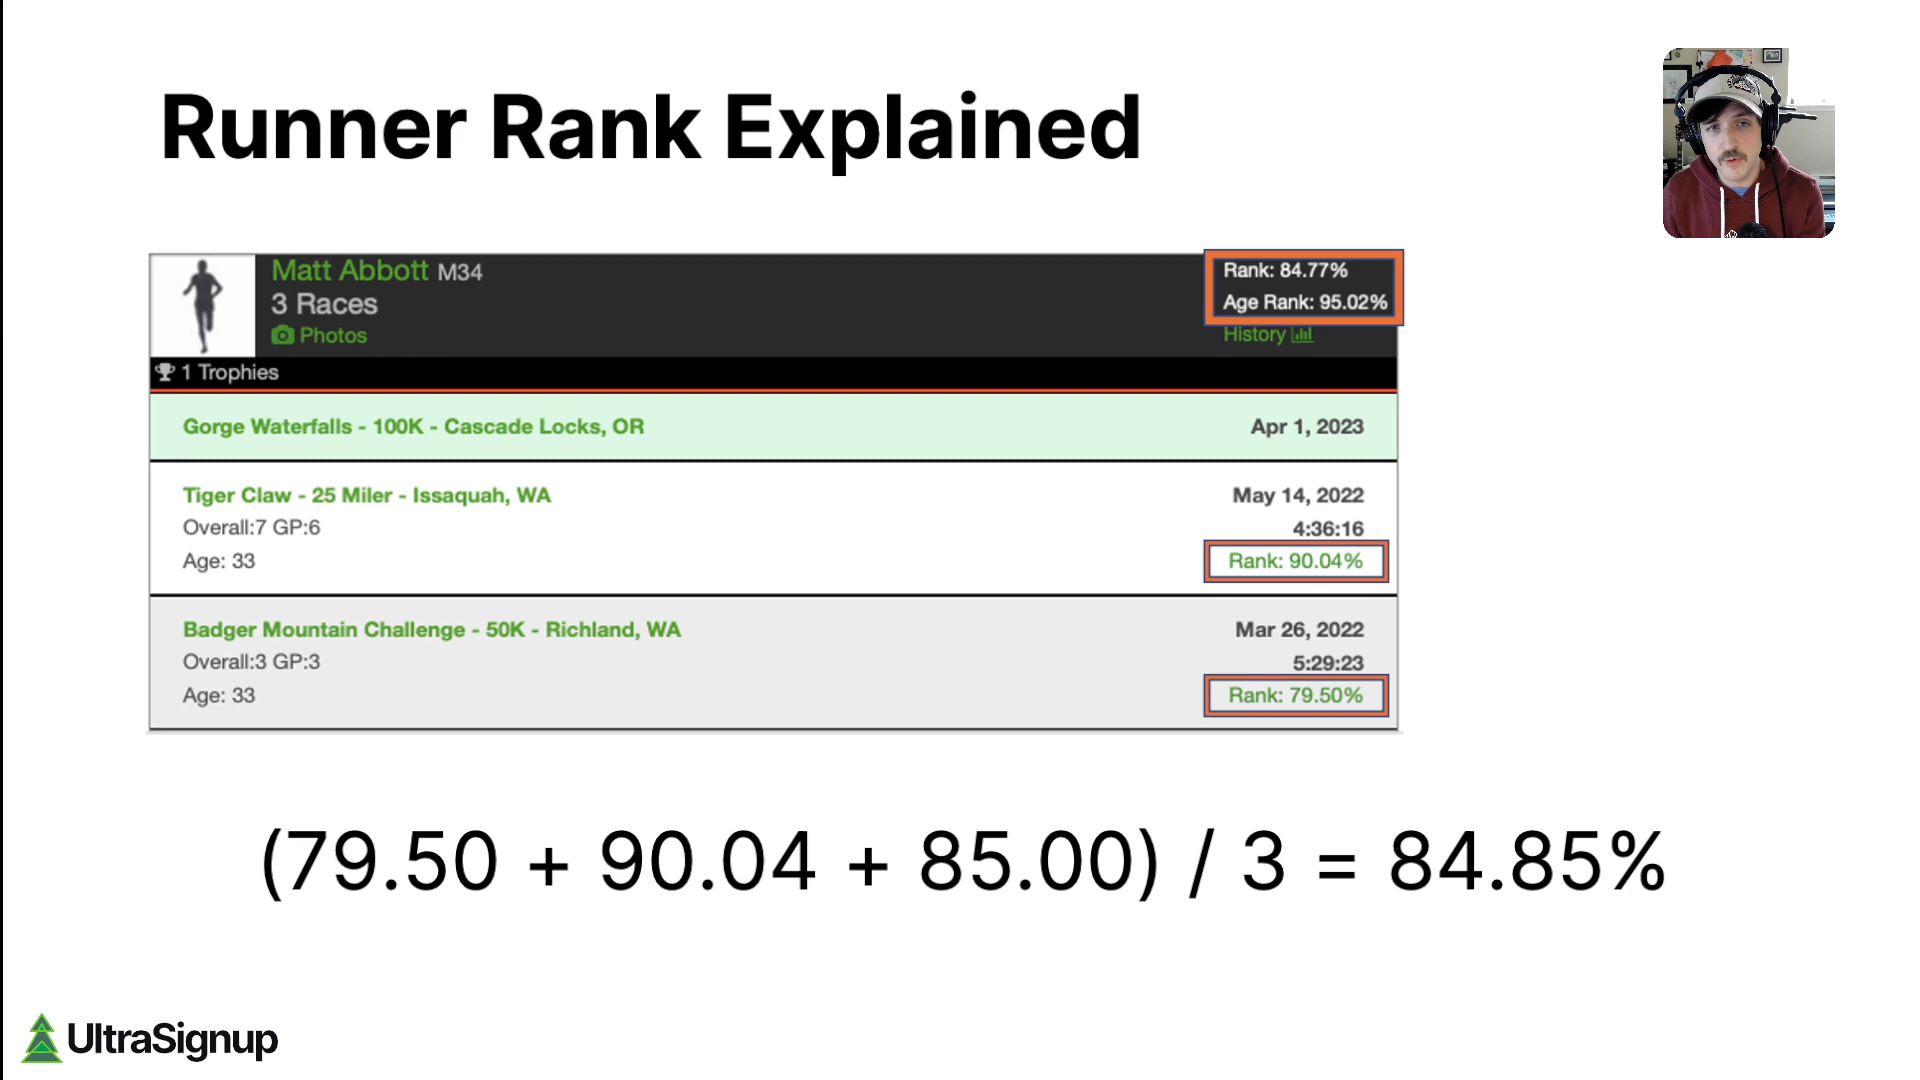 Runner Rank Explained
Matt Abbott M34
3 Races
Photos
Rank: 84.77%
Age Rank: 95.02%
History
1 Trophies
Gorge Waterfalls - 100K - Cascade Locks, OR
Apr 1, 2023
Tiger Claw - 25 Miler - Issaquah, WA
May 14, 2022
Overall:7 GP:6
4:36:16
Age: 33
Rank: 90.04%
Badger Mountain Challenge - 50K - Richland, WA
Mar 26, 2022
Overall:3 GP:3
5:29:23
Age: 33
Rank: 79.50%
(79.50 + 90.04 + 85.00) / 3 = 84.85%
UltraSignup